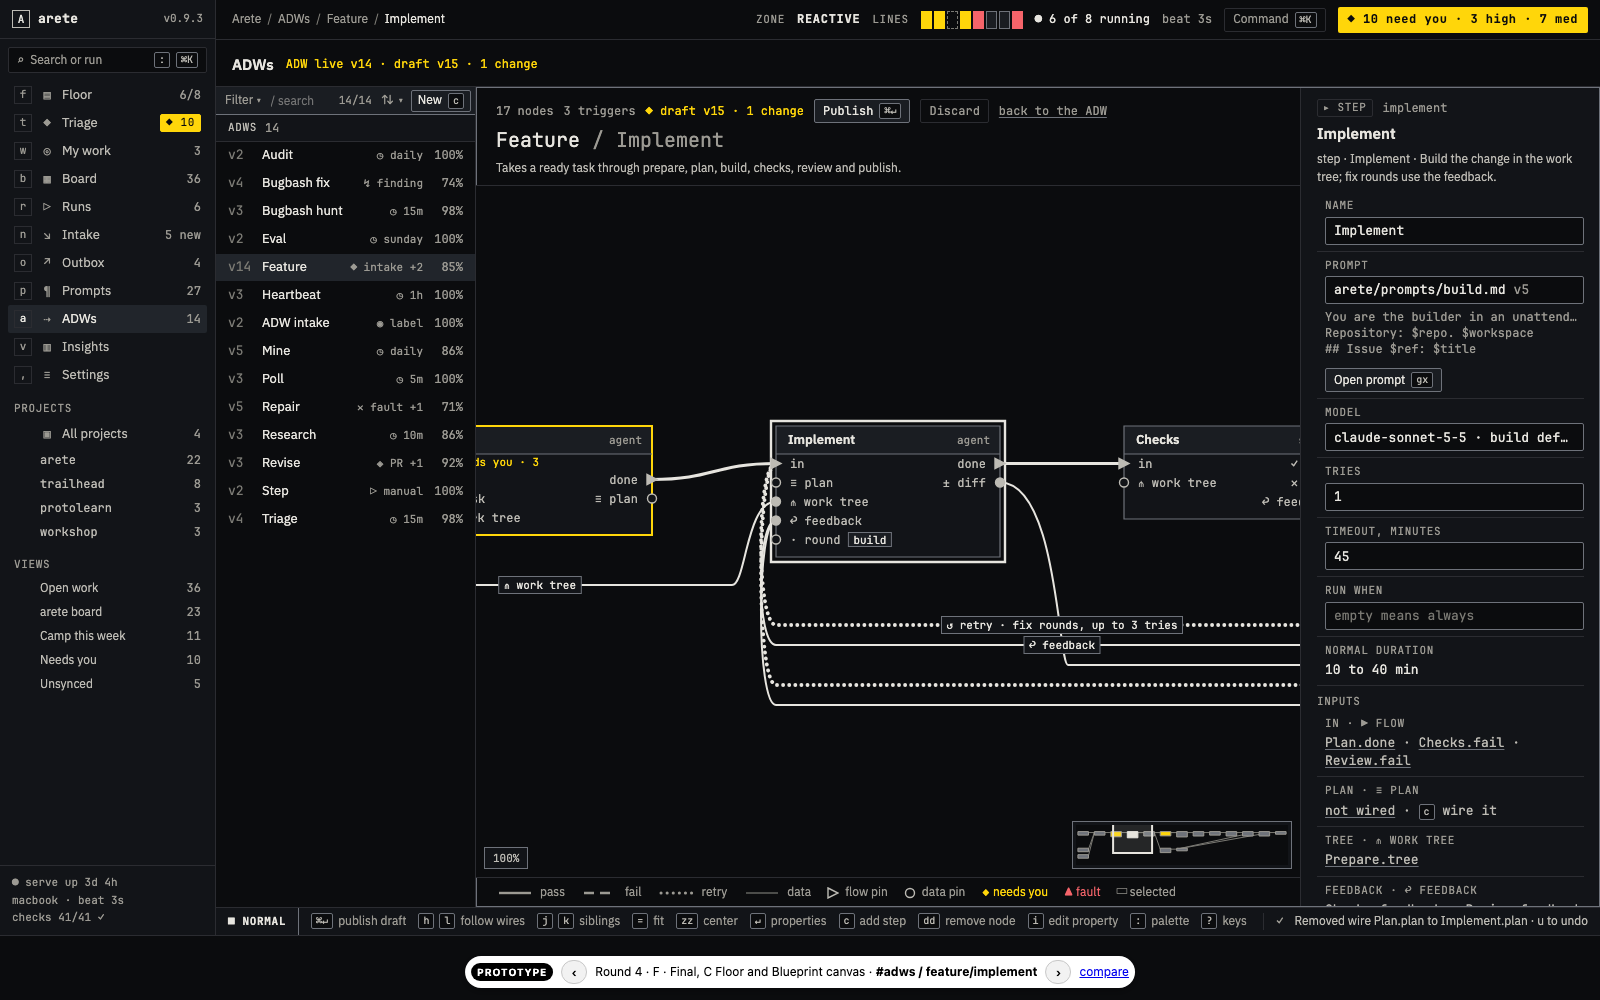 A arete v0.9.3
Arete / ADWs / Feature / Implement
ZONE REACTIVE LINES 6 of 8 running beat 3s Command ⌘K ◆ 10 need you · 3 high · 7 med
Search or run : ⌘K
f Floor 6/8
t ◆ Triage ◆ 10
w ◎ My work 3
b Board 36
r ▷ Runs 6
n ↘ Intake 5 new
o ↗ Outbox 4
p ¶ Prompts 27
a → ADWs 14
v Insights
, ≡ Settings
PROJECTS
All projects 4
arete 22
trailhead 8
protolearn 3
workshop 3
VIEWS
Open work 36
arete board 23
Camp this week 11
Needs you 10
Unsynced 5
● serve up 3d 4h
macbook · beat 3s
checks 41/41 ✓
ADWs ADW live v14 · draft v15 · 1 change
Filter ▾ / search 14/14 ↑↓ ▾ New c
ADWS 14
v2 Audit ◷ daily 100%
v4 Bugbash fix ↯ finding 74%
v3 Bugbash hunt ◷ 15m 98%
v2 Eval ◷ sunday 100%
v14 Feature ◆ intake +2 85%
v3 Heartbeat ◷ 1h 100%
v2 ADW intake ● label 100%
v5 Mine ◷ daily 86%
v3 Poll ◷ 5m 100%
v5 Repair × fault +1 71%
v3 Research ◷ 10m 86%
v3 Revise ◆ PR +1 92%
v2 Step ▷ manual 100%
v4 Triage ◷ 15m 98%
17 nodes 3 triggers ◆ draft v15 · 1 change Publish ⌘↵ Discard back to the ADW
Feature / Implement
Takes a ready task through prepare, plan, build, checks, review and publish.
agent
ds you · 3
done
sk ≡ plan
rk tree
⋔ work tree
Implement agent
in done
≡ plan ± diff
⋔ work tree
feedback
· round build
Checks
in ✓
⋔ work tree ×
feed
↺ retry · fix rounds, up to 3 tries
feedback
100%
pass fail retry data flow pin data pin ◆ needs you ▲ fault selected
▸ STEP implement
Implement
step · Implement · Build the change in the work
tree; fix rounds use the feedback.
NAME
Implement
PROMPT
arete/prompts/build.md v5
You are the builder in an unattend…
Repository: $repo. $workspace
## Issue $ref: $title
Open prompt gx
MODEL
claude-sonnet-5-5 · build def…
TRIES
1
TIMEOUT, MINUTES
45
RUN WHEN
empty means always
NORMAL DURATION
10 to 40 min
INPUTS
IN · ▶ FLOW
Plan.done · Checks.fail ·
Review.fail
PLAN · ≡ PLAN
not wired · c wire it
TREE · ⋔ WORK TREE
Prepare.tree
FEEDBACK · FEEDBACK
■ NORMAL ⌘↵ publish draft h l follow wires j k siblings = fit zz center ↵ properties c add step dd remove node i edit property : palette ? keys ✓ Removed wire Plan.plan to Implement.plan · u to undo
PROTOTYPE ‹ Round 4 · F · Final, C Floor and Blueprint canvas · #adws / feature/implement › compare